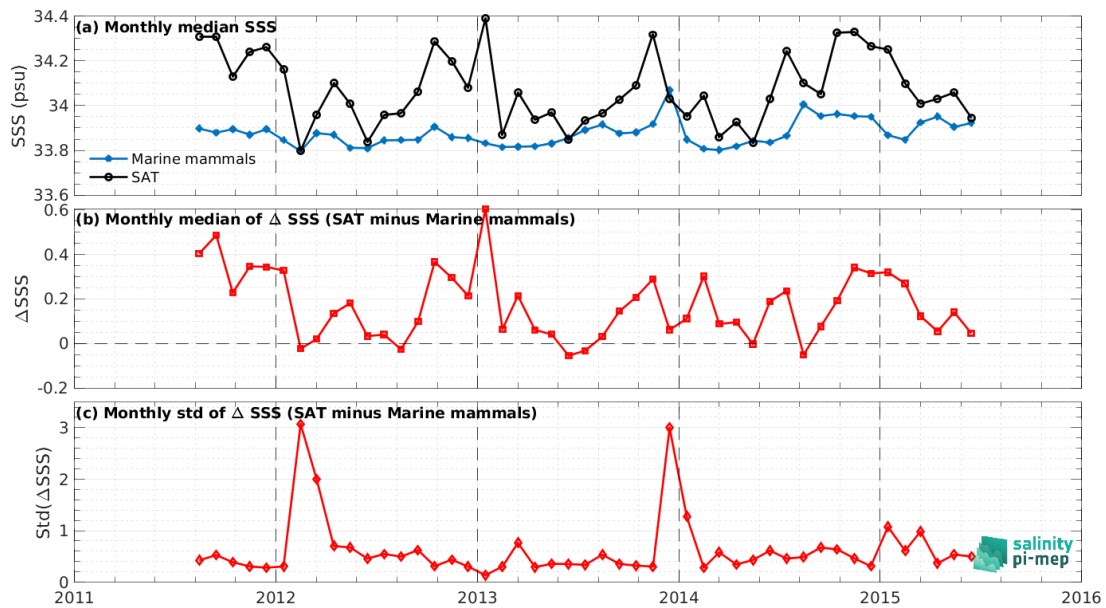 34.4
(a) Monthly median SSS
34.2
34
33.8
33.6
SSS (psu)
Marine mammals
SAT
0.6
(b) Monthly median of Δ SSS (SAT minus Marine mammals)
0.4
0.2
0
-0.2
ΔSSS
(c) Monthly std of Δ SSS (SAT minus Marine mammals)
3
2
1
0
Std(ΔSSS)
salinity
pi-mep
2011 2012 2013 2014 2015 2016